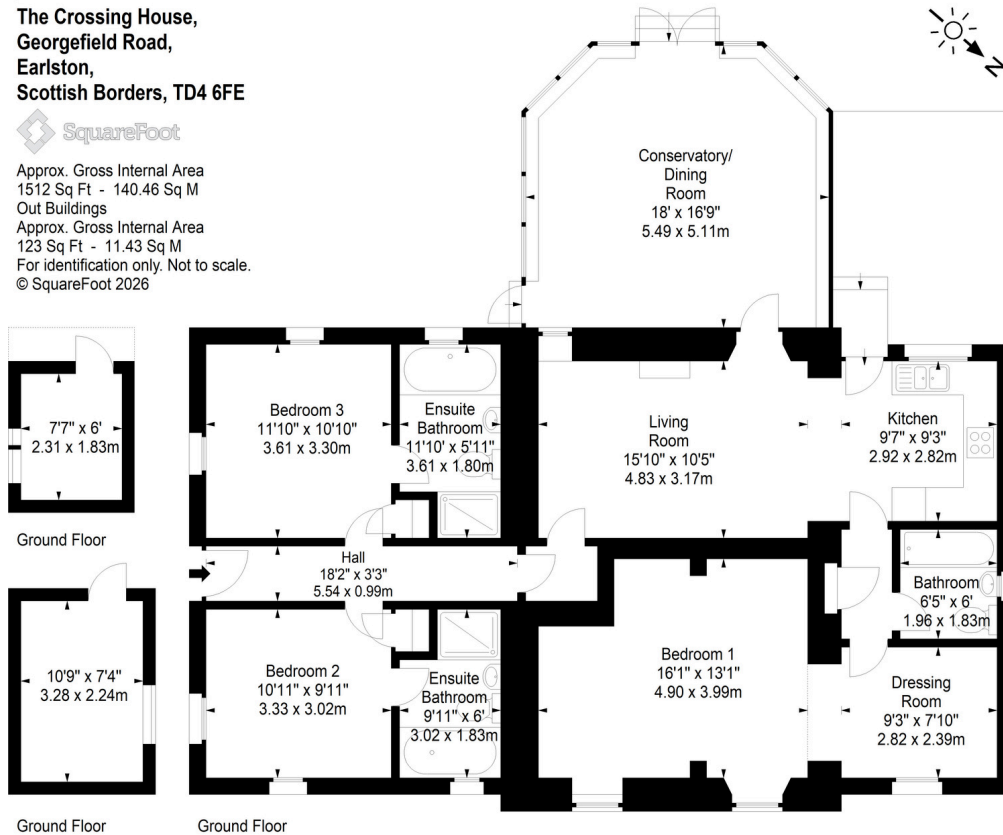 The Crossing House,
Georgefield Road,
Earlston,
Scottish Borders, TD4 6FE
SquareFoot
Approx. Gross Internal Area
1512 Sq Ft - 140.46 Sq M
Out Buildings
Approx. Gross Internal Area
123 Sq Ft - 11.43 Sq M
For identification only. Not to scale.
© SquareFoot 2026
N
Conservatory/
Dining
Room
18' x 16'9"
5.49 x 5.11m
7'7" x 6'
2.31 x 1.83m
Ground Floor
Bedroom 3
11'10" x 10'10"
3.61 x 3.30m
Ensuite
Bathroom
11'10' x 5'11"
3.61 x 1.80m
Living
Room
15'10" x 10'5"
4.83 x 3.17m
Kitchen
9'7" x 9'3"
2.92 x 2.82m
Hall
18'2" x 3'3"
5.54 x 0.99m
Bathroom
6'5" x 6'
1.96 x 1.83m
10'9" x 7'4"
3.28 x 2.24m
Ground Floor
Bedroom 2
10'11" x 9'11"
3.33 x 3.02m
Ensuite
Bathroom
9'11" x 6'
3.02 x 1.83m
Bedroom 1
16'1" x 13'1"
4.90 x 3.99m
Dressing
Room
9'3" x 7'10"
2.82 x 2.39m
Ground Floor